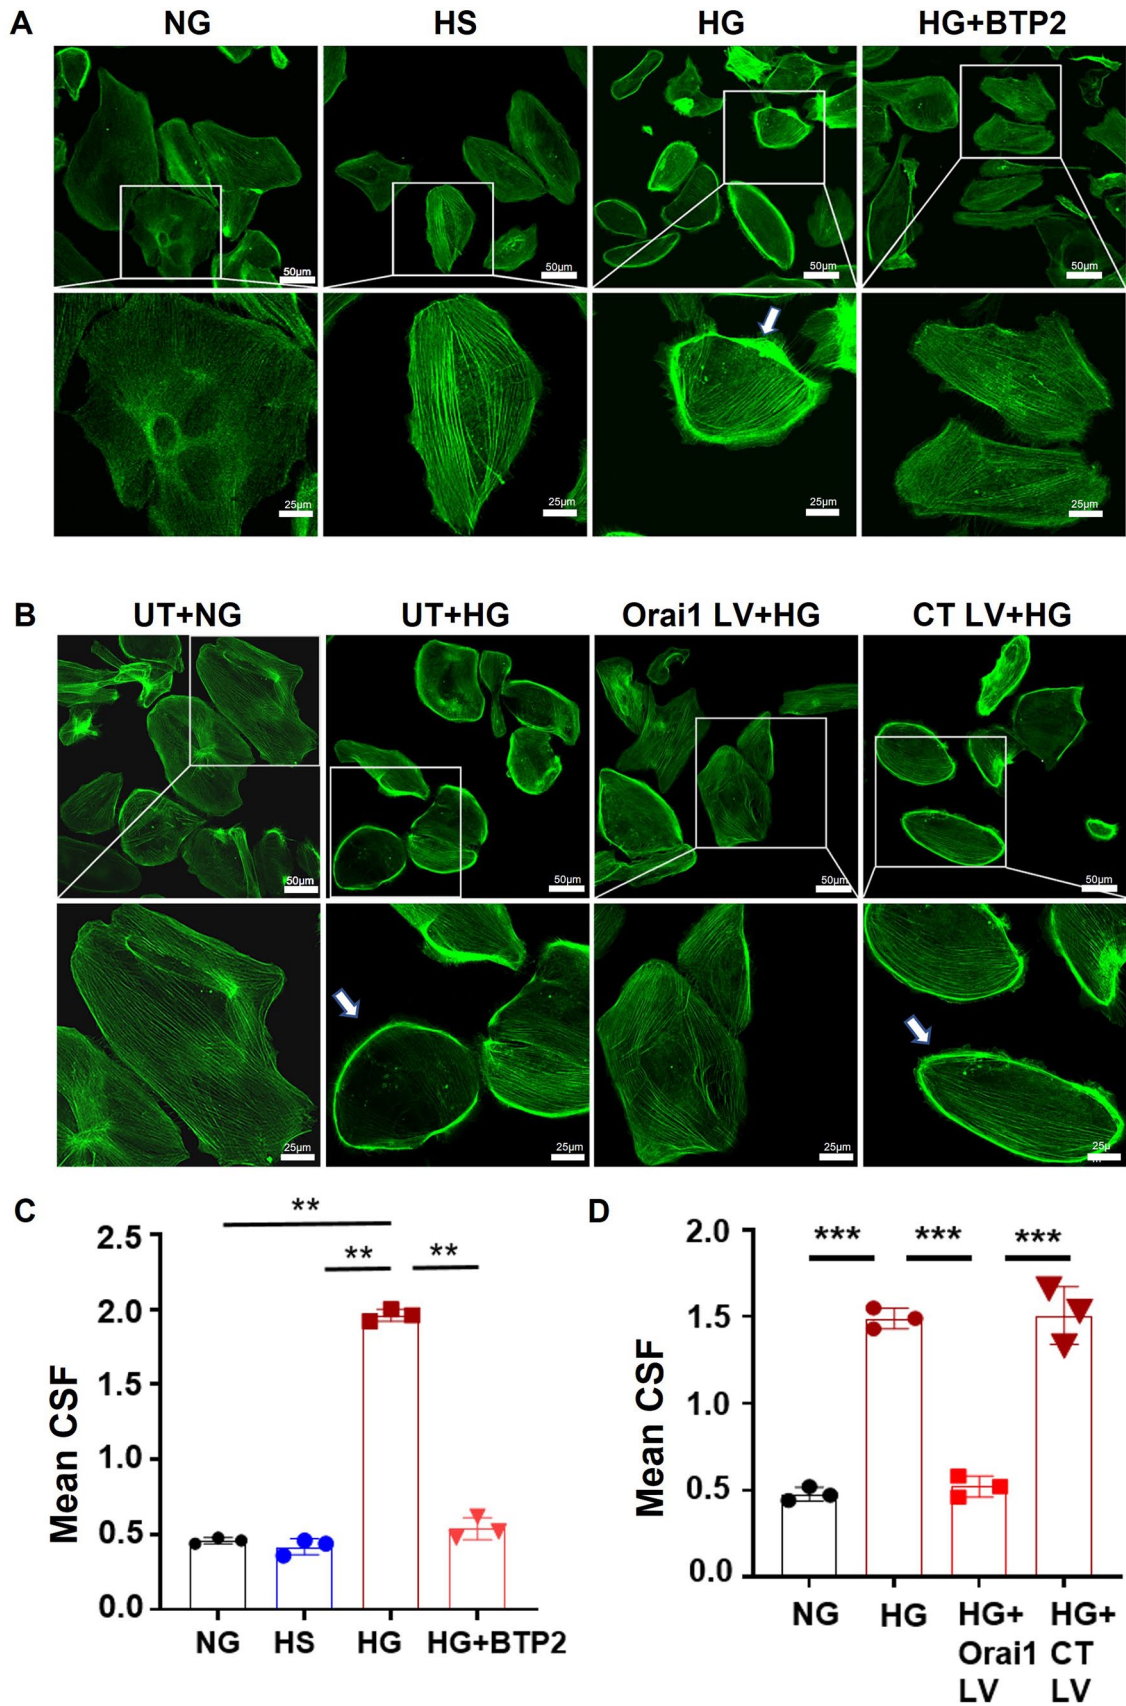 A NG HS HG HG+BTP2
50μm 50μm 50μm 50μm
25μm 25μm 25μm 25μm
B UT+NG UT+HG Orai1 LV+HG CT LV+HG
50μm 50μm 50μm 50μm
25μm 25μm 25μm 25μ
m
C
Mean CSF
2.5
2.0
1.5
1.0
0.5
0.0
**
** **
NG HS HG HG+BTP2
D
Mean CSF
2.0
1.5
1.0
0.5
0.0
*** *** ***
NG HG HG+ HG+
Orai1 CT
LV LV